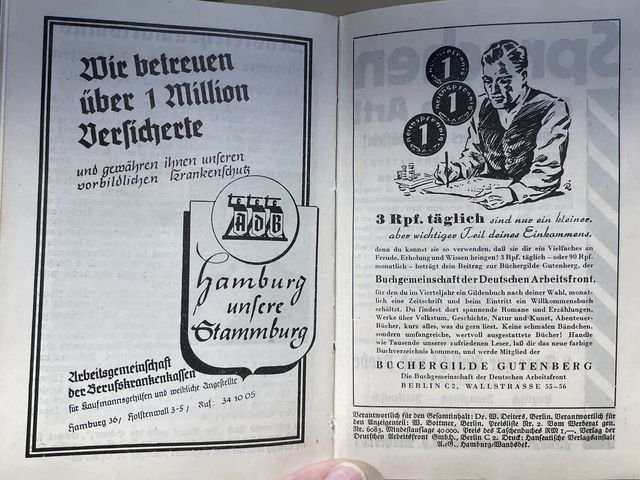 Wir betreuen
über 1 Million
Versicherte
und gewähren ihnen unseren
vorbildlichen Krankenschutz
AdB
Hamburg
unsre
Stammburg
Arbeitsgemeinschaft
der Berufskrankenkassen
für Kaufmannsgehilfen und weibliche Angestellte
Hamburg 36, Holstenwall 3-5, Ruf: 34 10 05
1
1
1
3 Rpf. täglich sind nur ein kleiner,
aber wichtiger Teil deines Einkommens,
denn du kannst sie so verwenden, daß sie dir ein Vielfaches an
Freude, Erholung und Wissen bringen! 3 Rpf. täglich – oder 90 Rpf.
monatlich – beträgt dein Beitrag zur Büchergilde Gutenberg, der
Buchgemeinschaft der Deutschen Arbeitsfront,
für den du im Vierteljahr ein Gildenbuch nach deiner Wahl, monat-
lich eine Zeitschrift und beim Eintritt ein Willkommensbuch
erhältst. Du findest dort spannende Romane und Erzählungen,
Werke über Volkstum, Geschichte, Natur und Kunst, Abenteuer-
Bücher, kurz alles, was du gern liest. Keine schmalen Bändchen,
sondern umfangreiche, wertvoll ausgestattete Bücher! Handle
wie Tausende unserer zufriedenen Leser, laß dir das neue farbige
Buchverzeichnis kommen, und werde Mitglied der
BÜCHERGILDE GUTENBERG
Die Buchgemeinschaft der Deutschen Arbeitsfront
BERLIN C2, WALLSTRASSE 55–56
Verantwortlich für den Gesamtinhalt: Dr. W. Deiters, Berlin. Verantwortlich für
den Anzeigenteil: W. Bottmer, Berlin. Preisliste Nr. 2. Vom Werberat gen.
Nr. 6083. Mindestauflage 40000. Preis des Taschenbuches RM 1,–. Verlag der
Deutschen Arbeitsfront GmbH., Berlin C 2. Druck: Hanseatische Verlagsanstalt
A.-G., Hamburg-Wandsbek.